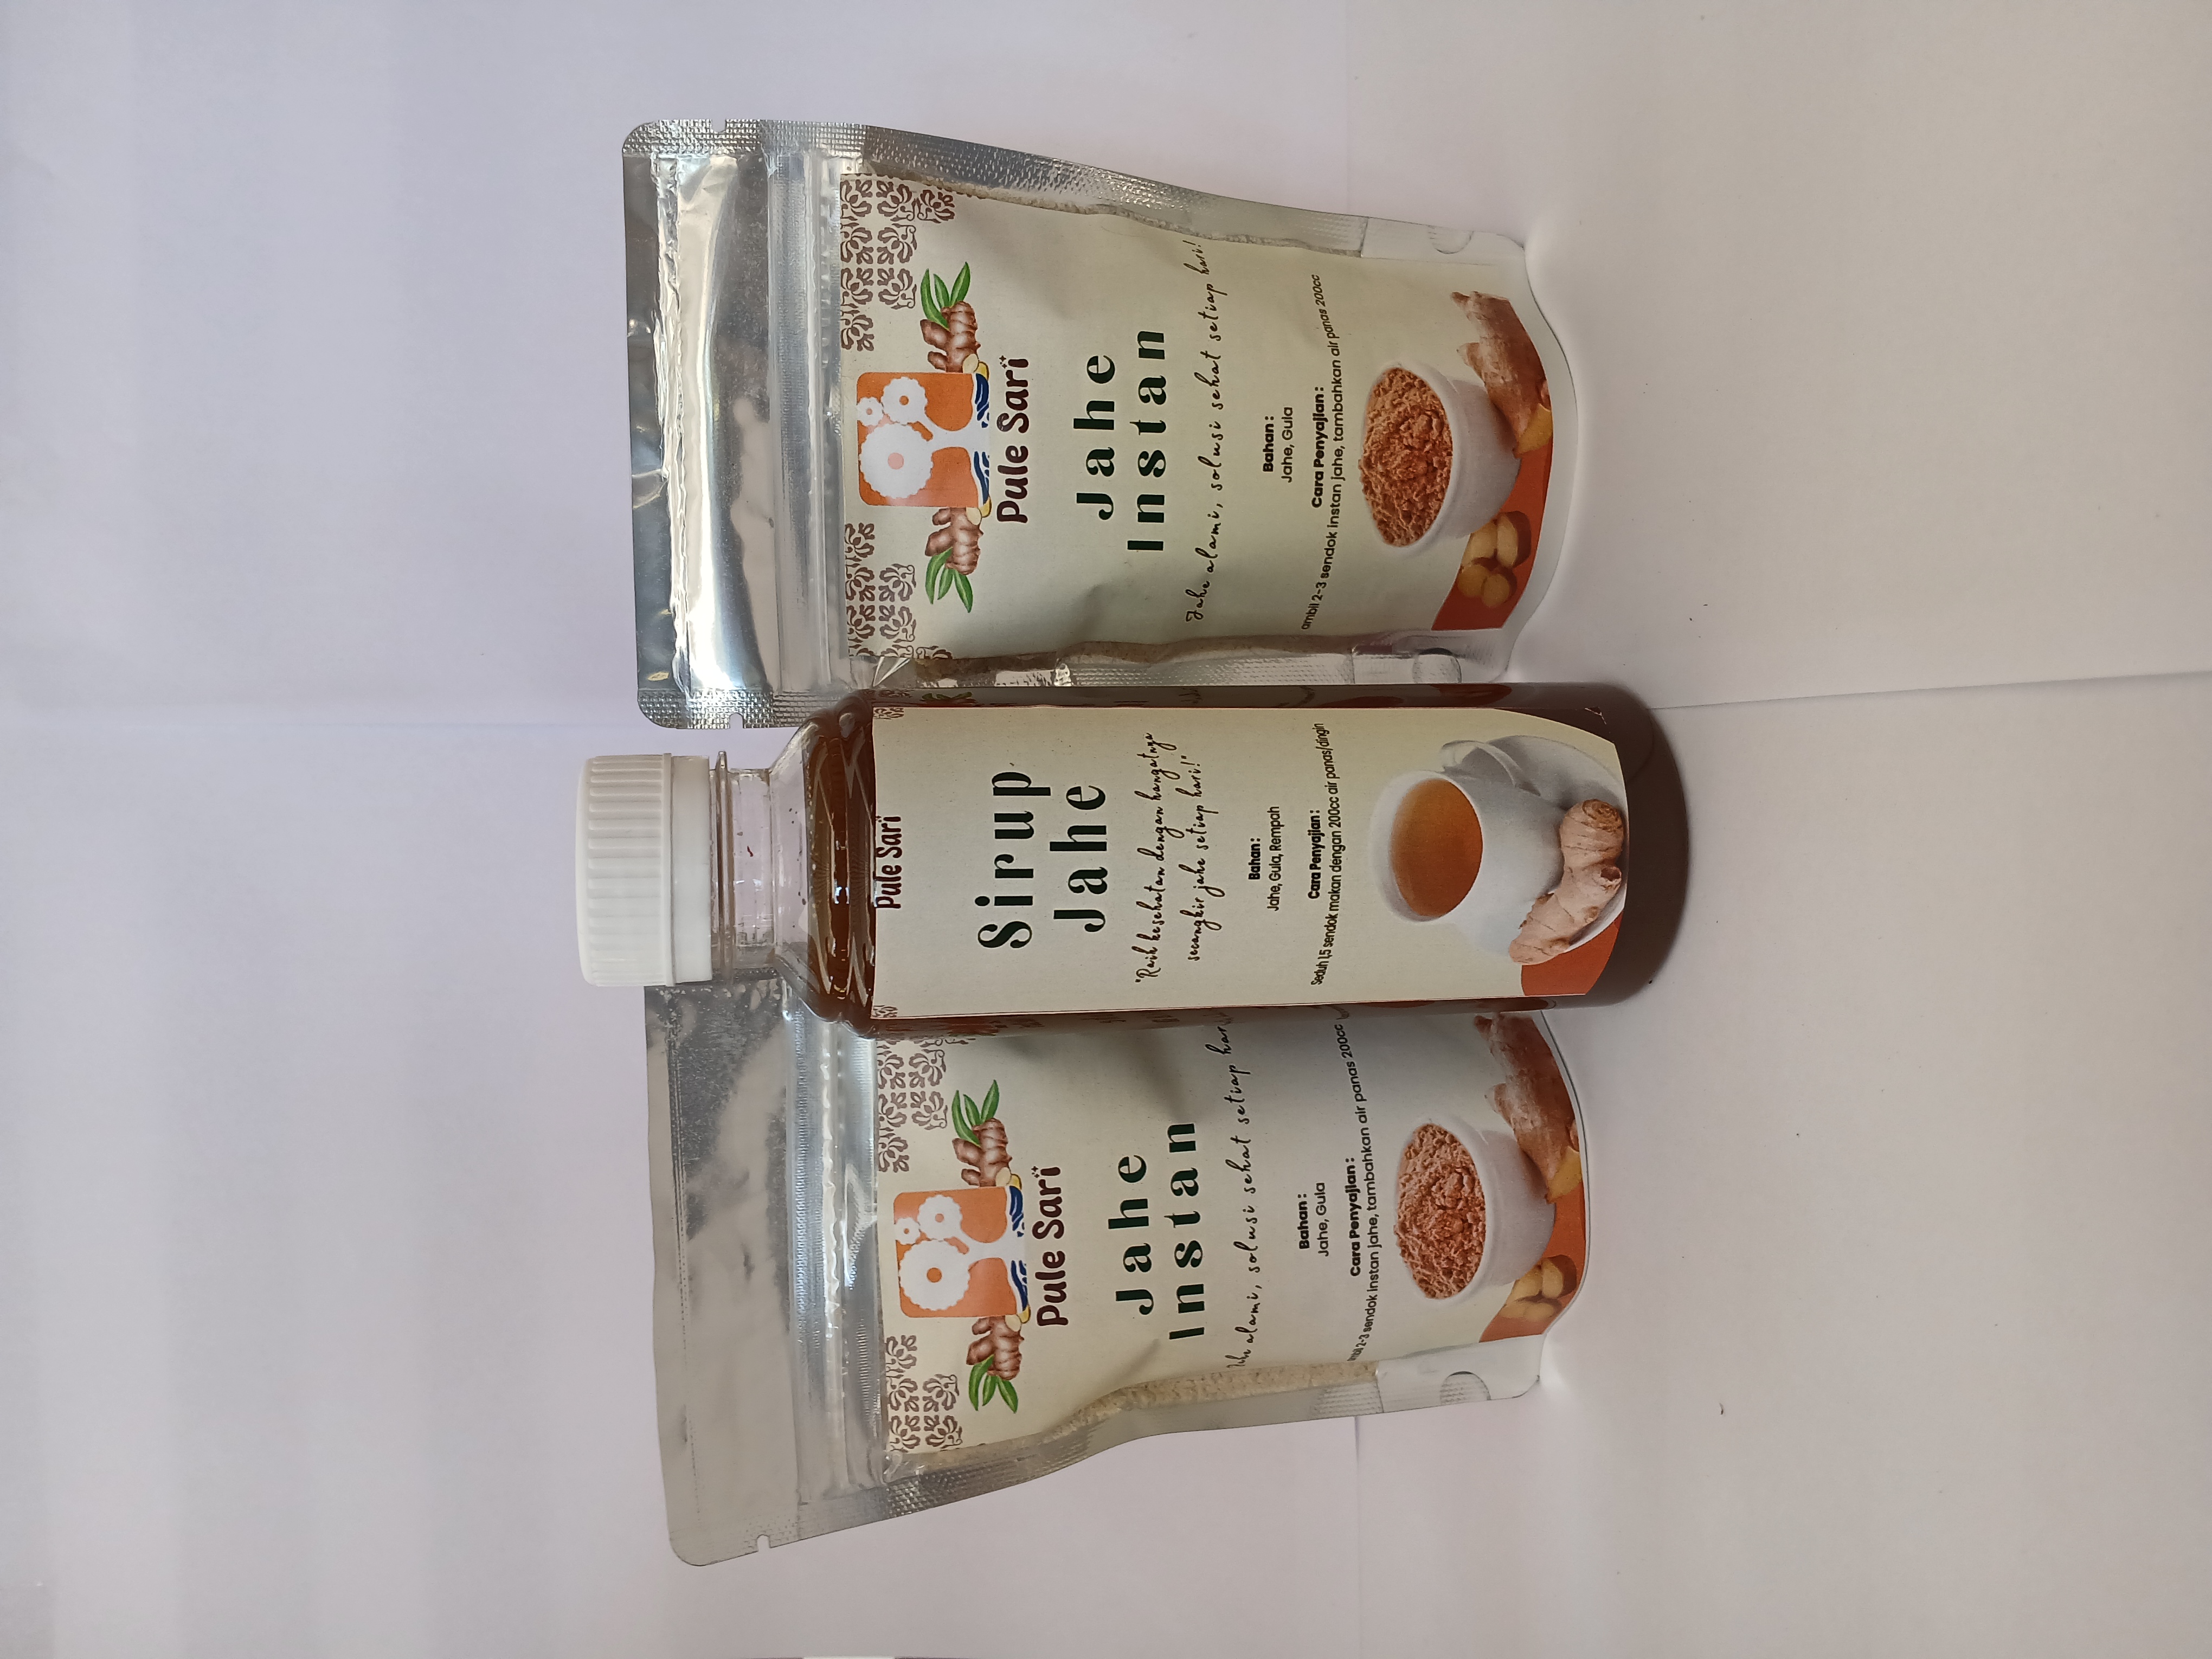 Pule Sari
Jahe
Instan
alami, solusi sehat setiap
Bahan :
Jahe, Gula
Cara Penyajian :
2-3 sendok instan jahe, tambahkan air panas 200cc
Pule Sari
Sirup
Jahe
"Raih kesehatan dengan hangatnya
secangkir jahe setiap hari!"
Bahan :
Jahe, Gula, Rempah
Cara Penyajian :
Seduh 1,5 sendok makan dengan 200cc air panas/dingin
Pule Sari
Jahe
Instan
Jahe alami, solusi sehat setiap hari!
Bahan :
Jahe, Gula
Cara Penyajian :
ambil 2-3 sendok instan jahe, tambahkan air panas 200cc